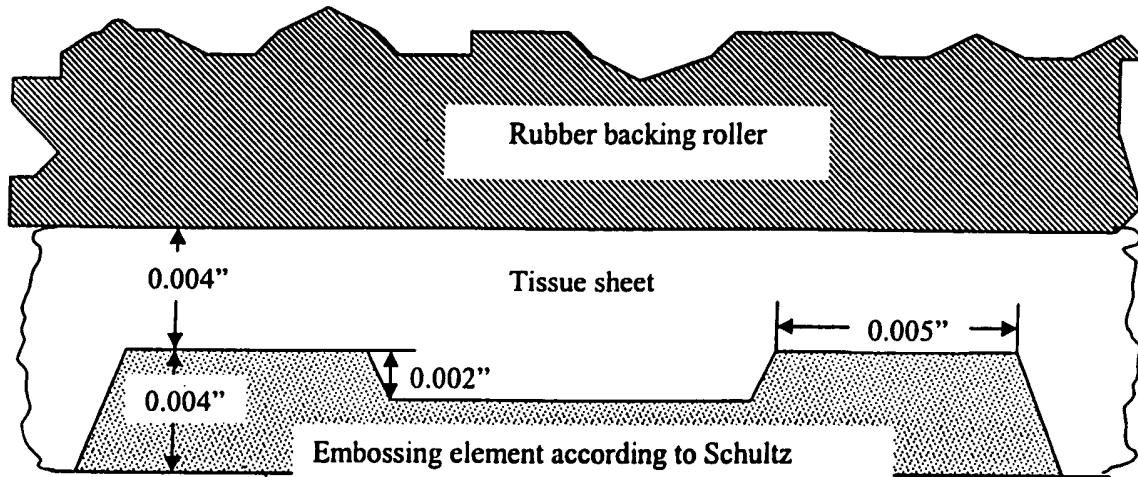 Rubber backing roller
0.004”
Tissue sheet
0.005”
0.002”
0.004”
Embossing element according to Schultz